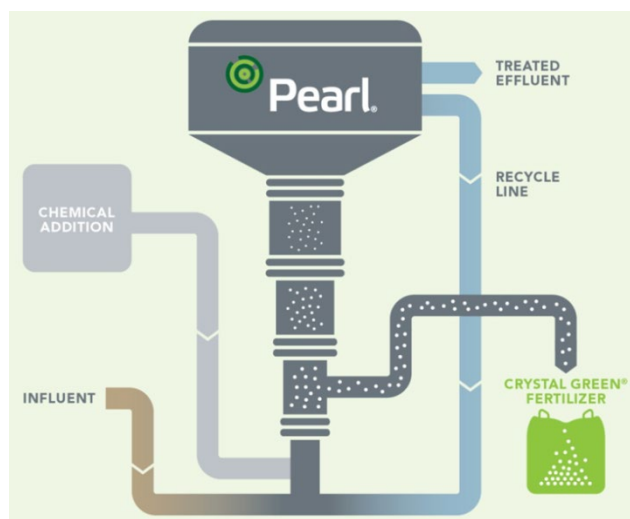 Pearl®
TREATED
EFFLUENT
RECYCLE
LINE
CHEMICAL
ADDITION
INFLUENT
CRYSTAL GREEN®
FERTILIZER